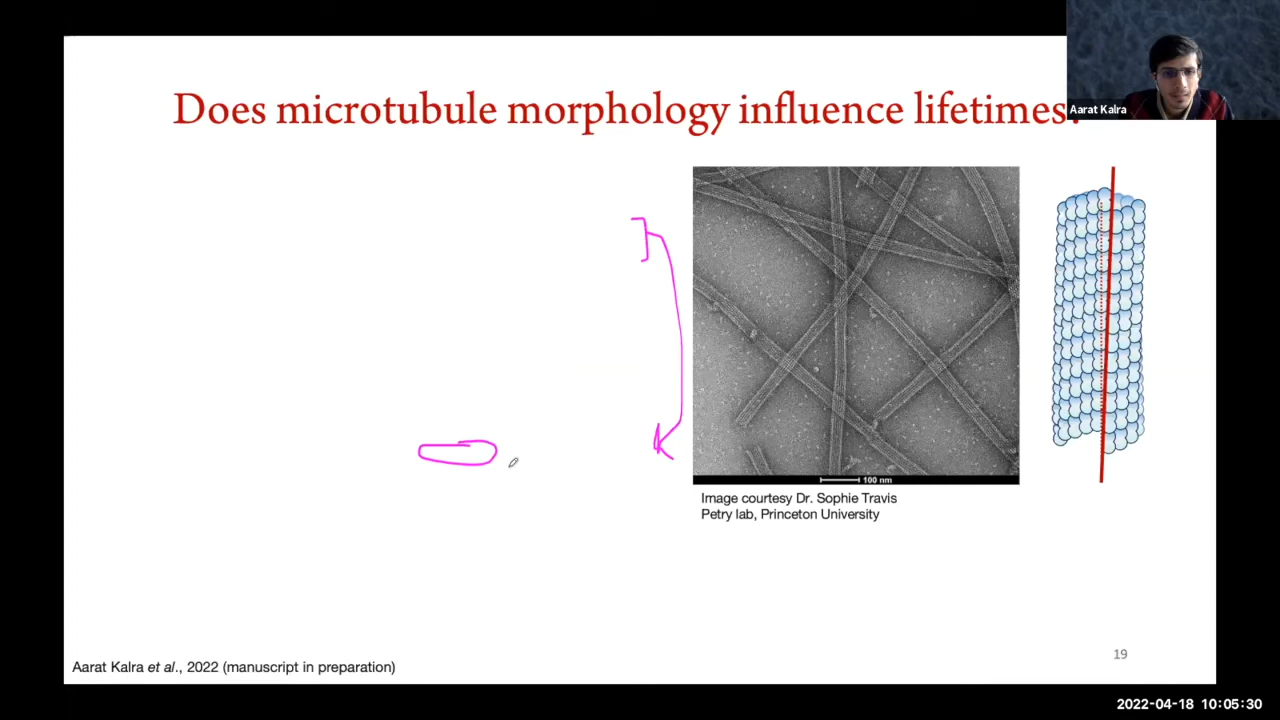 Does microtubule morphology influence lifetimes?
Aarat Kalra
100 nm
Image courtesy Dr. Sophie Travis
Petry lab, Princeton University
19
Aarat Kalra et al., 2022 (manuscript in preparation)
2022-04-18 10:05:30